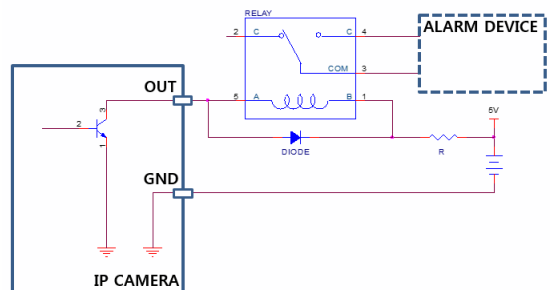 RELAY
2 C C 4
COM 3
5 A B 1
ALARM DEVICE
OUT
3
2
1
DIODE
R
5V
GND
IP CAMERA